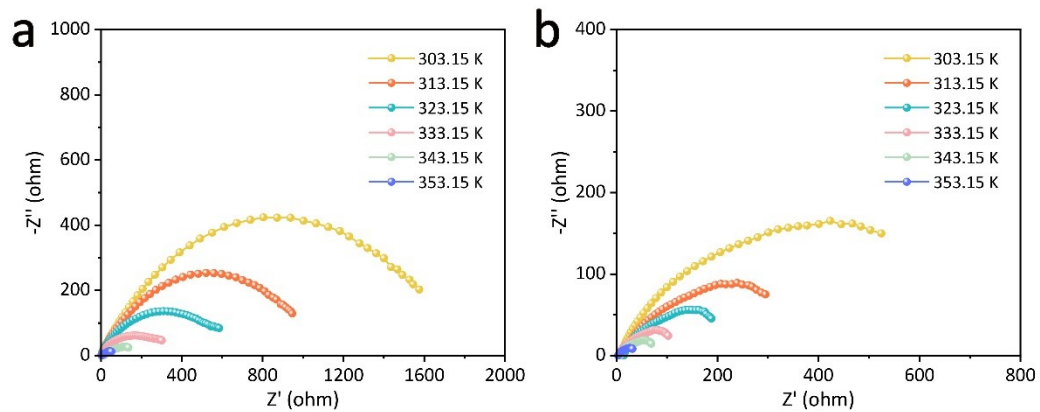 a
1000
800
600
400
200
0
-Z'' (ohm)
303.15 K
313.15 K
323.15 K
333.15 K
343.15 K
353.15 K
0 400 800 1200 1600 2000
Z' (ohm)
b
400
300
200
100
0
-Z'' (ohm)
303.15 K
313.15 K
323.15 K
333.15 K
343.15 K
353.15 K
0 200 400 600 800
Z' (ohm)